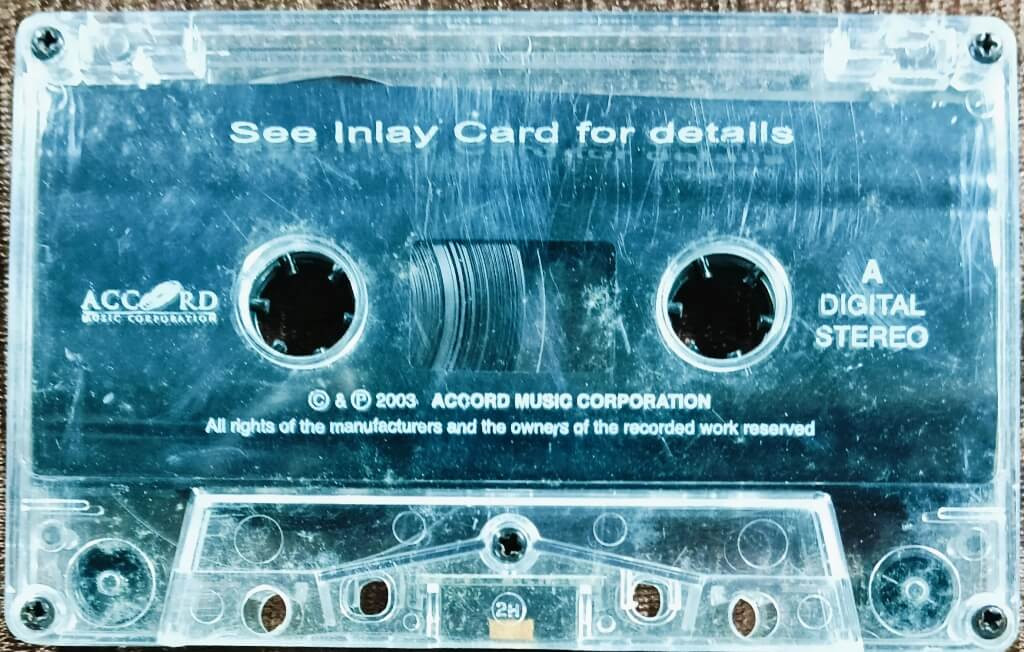 See Inlay Card for details
ACCORD
MUSIC CORPORATION
A
DIGITAL
STEREO
© & ℗ 2003 ACCORD MUSIC CORPORATION
All rights of the manufacturers and the owners of the recorded work reserved
2H